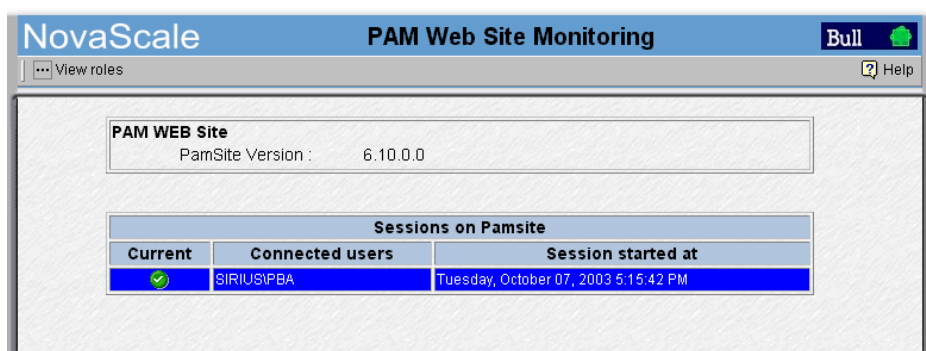 NovaScale PAM Web Site Monitoring Bull
View roles Help
PAM WEB Site
PamSite Version : 6.10.0.0
Sessions on Pamsite
Current Connected users Session started at
SIRIUS\PBA Tuesday, October 07, 2003 5:15:42 PM